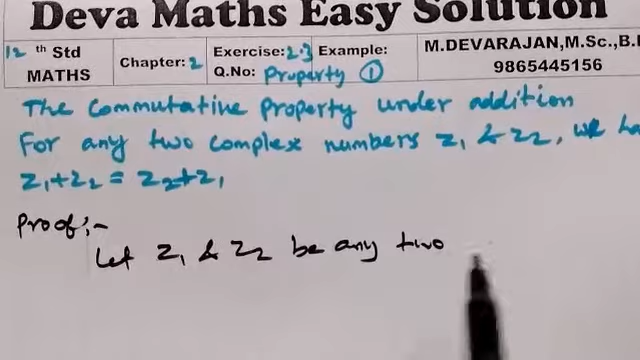 Deva Maths Easy Solution
12 th Std MATHS
Chapter: 2
Exercise: 2.3
Q.No: Property ①
Example:
M.DEVARAJAN,M.Sc.,B.
9865445156
The Commutative Property under addition
For any two complex numbers z₁ & z₂, we
z₁+z₂ = z₂+z₁
Proof:-
Let z₁ & z₂ be any two